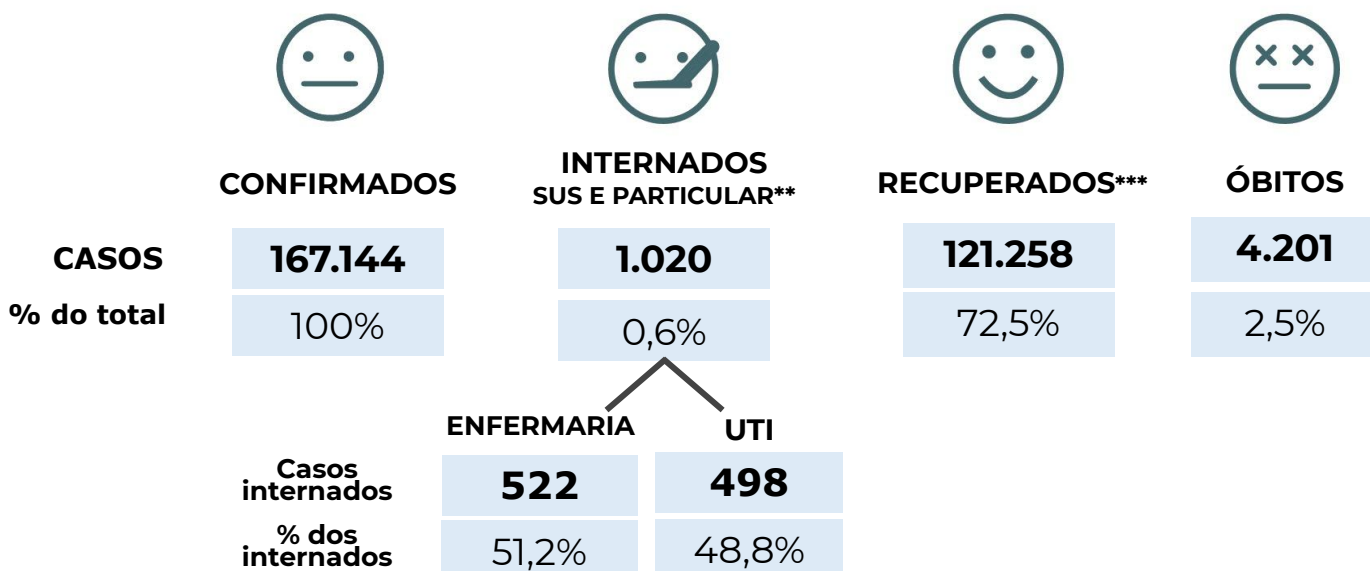 CONFIRMADOS
INTERNADOS
SUS E PARTICULAR**
RECUPERADOS***
ÓBITOS
CASOS 167.144 1.020 121.258 4.201
% do total 100% 0,6% 72,5% 2,5%
ENFERMARIA UTI
Casos
internados
522 498
% dos
internados
51,2% 48,8%